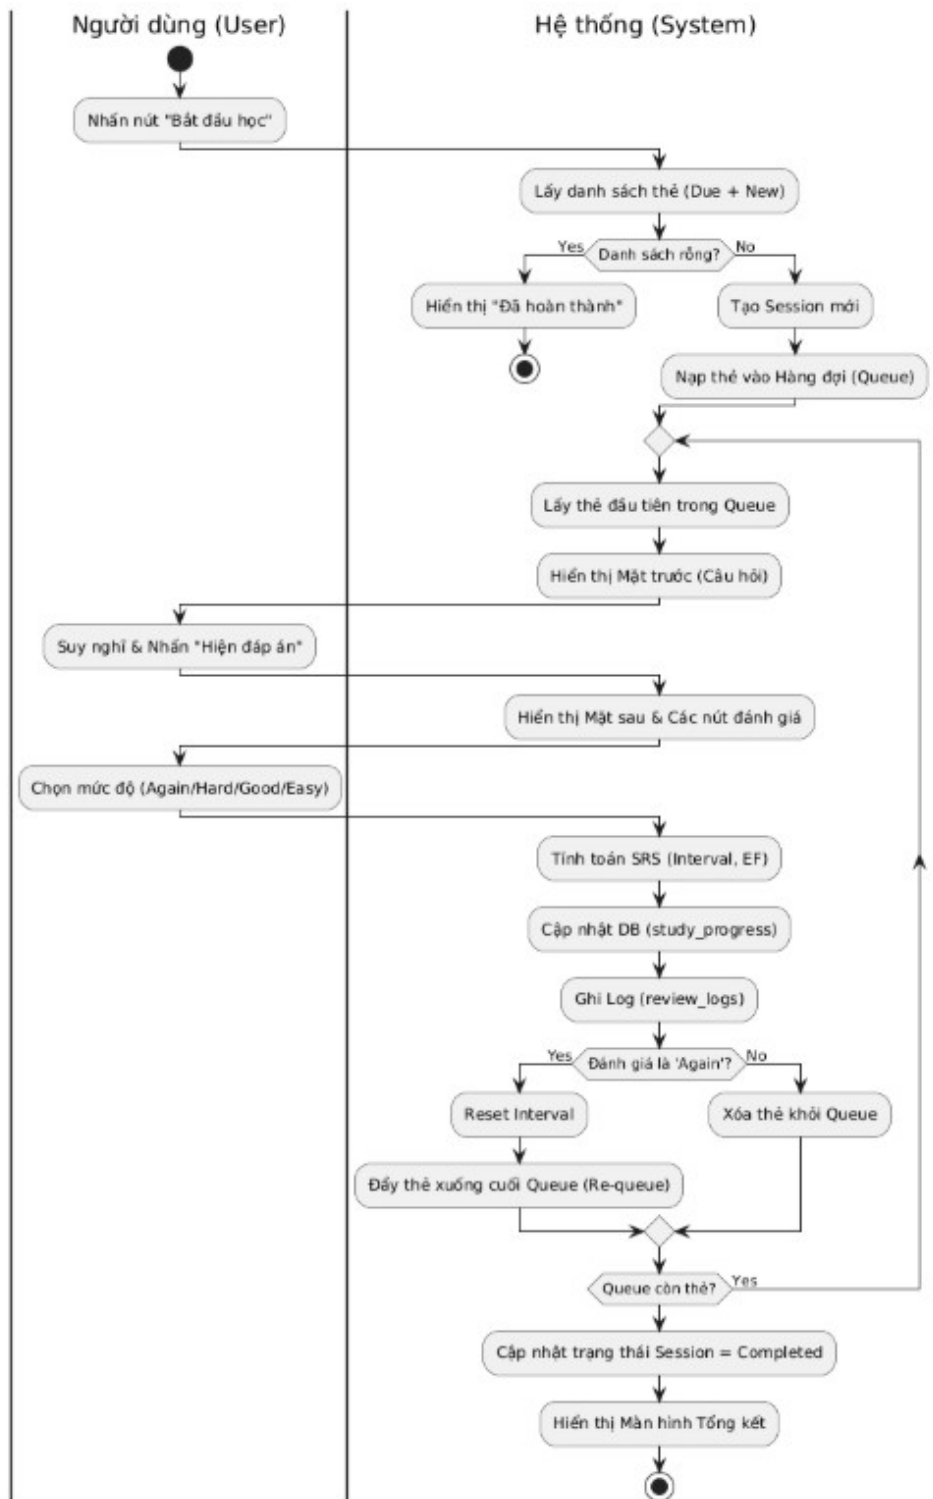 Người dùng (User)
Hệ thống (System)
Nhấn nút "Bắt đầu học"
Lấy danh sách thẻ (Due + New)
Yes
Danh sách rỗng?
No
Hiển thị "Đã hoàn thành"
Tạo Session mới
Nạp thẻ vào Hàng đợi (Queue)
Lấy thẻ đầu tiên trong Queue
Hiển thị Mặt trước (Câu hỏi)
Suy nghĩ & Nhấn "Hiện đáp án"
Hiển thị Mặt sau & Các nút đánh giá
Chọn mức độ (Again/Hard/Good/Easy)
Tính toán SRS (Interval, EF)
Cập nhật DB (study_progress)
Ghi Log (review_logs)
Yes
Đánh giá là 'Again'?
No
Reset Interval
Xóa thẻ khỏi Queue
Đẩy thẻ xuống cuối Queue (Re-queue)
Queue còn thẻ?
Yes
Cập nhật trạng thái Session = Completed
Hiển thị Màn hình Tổng kết